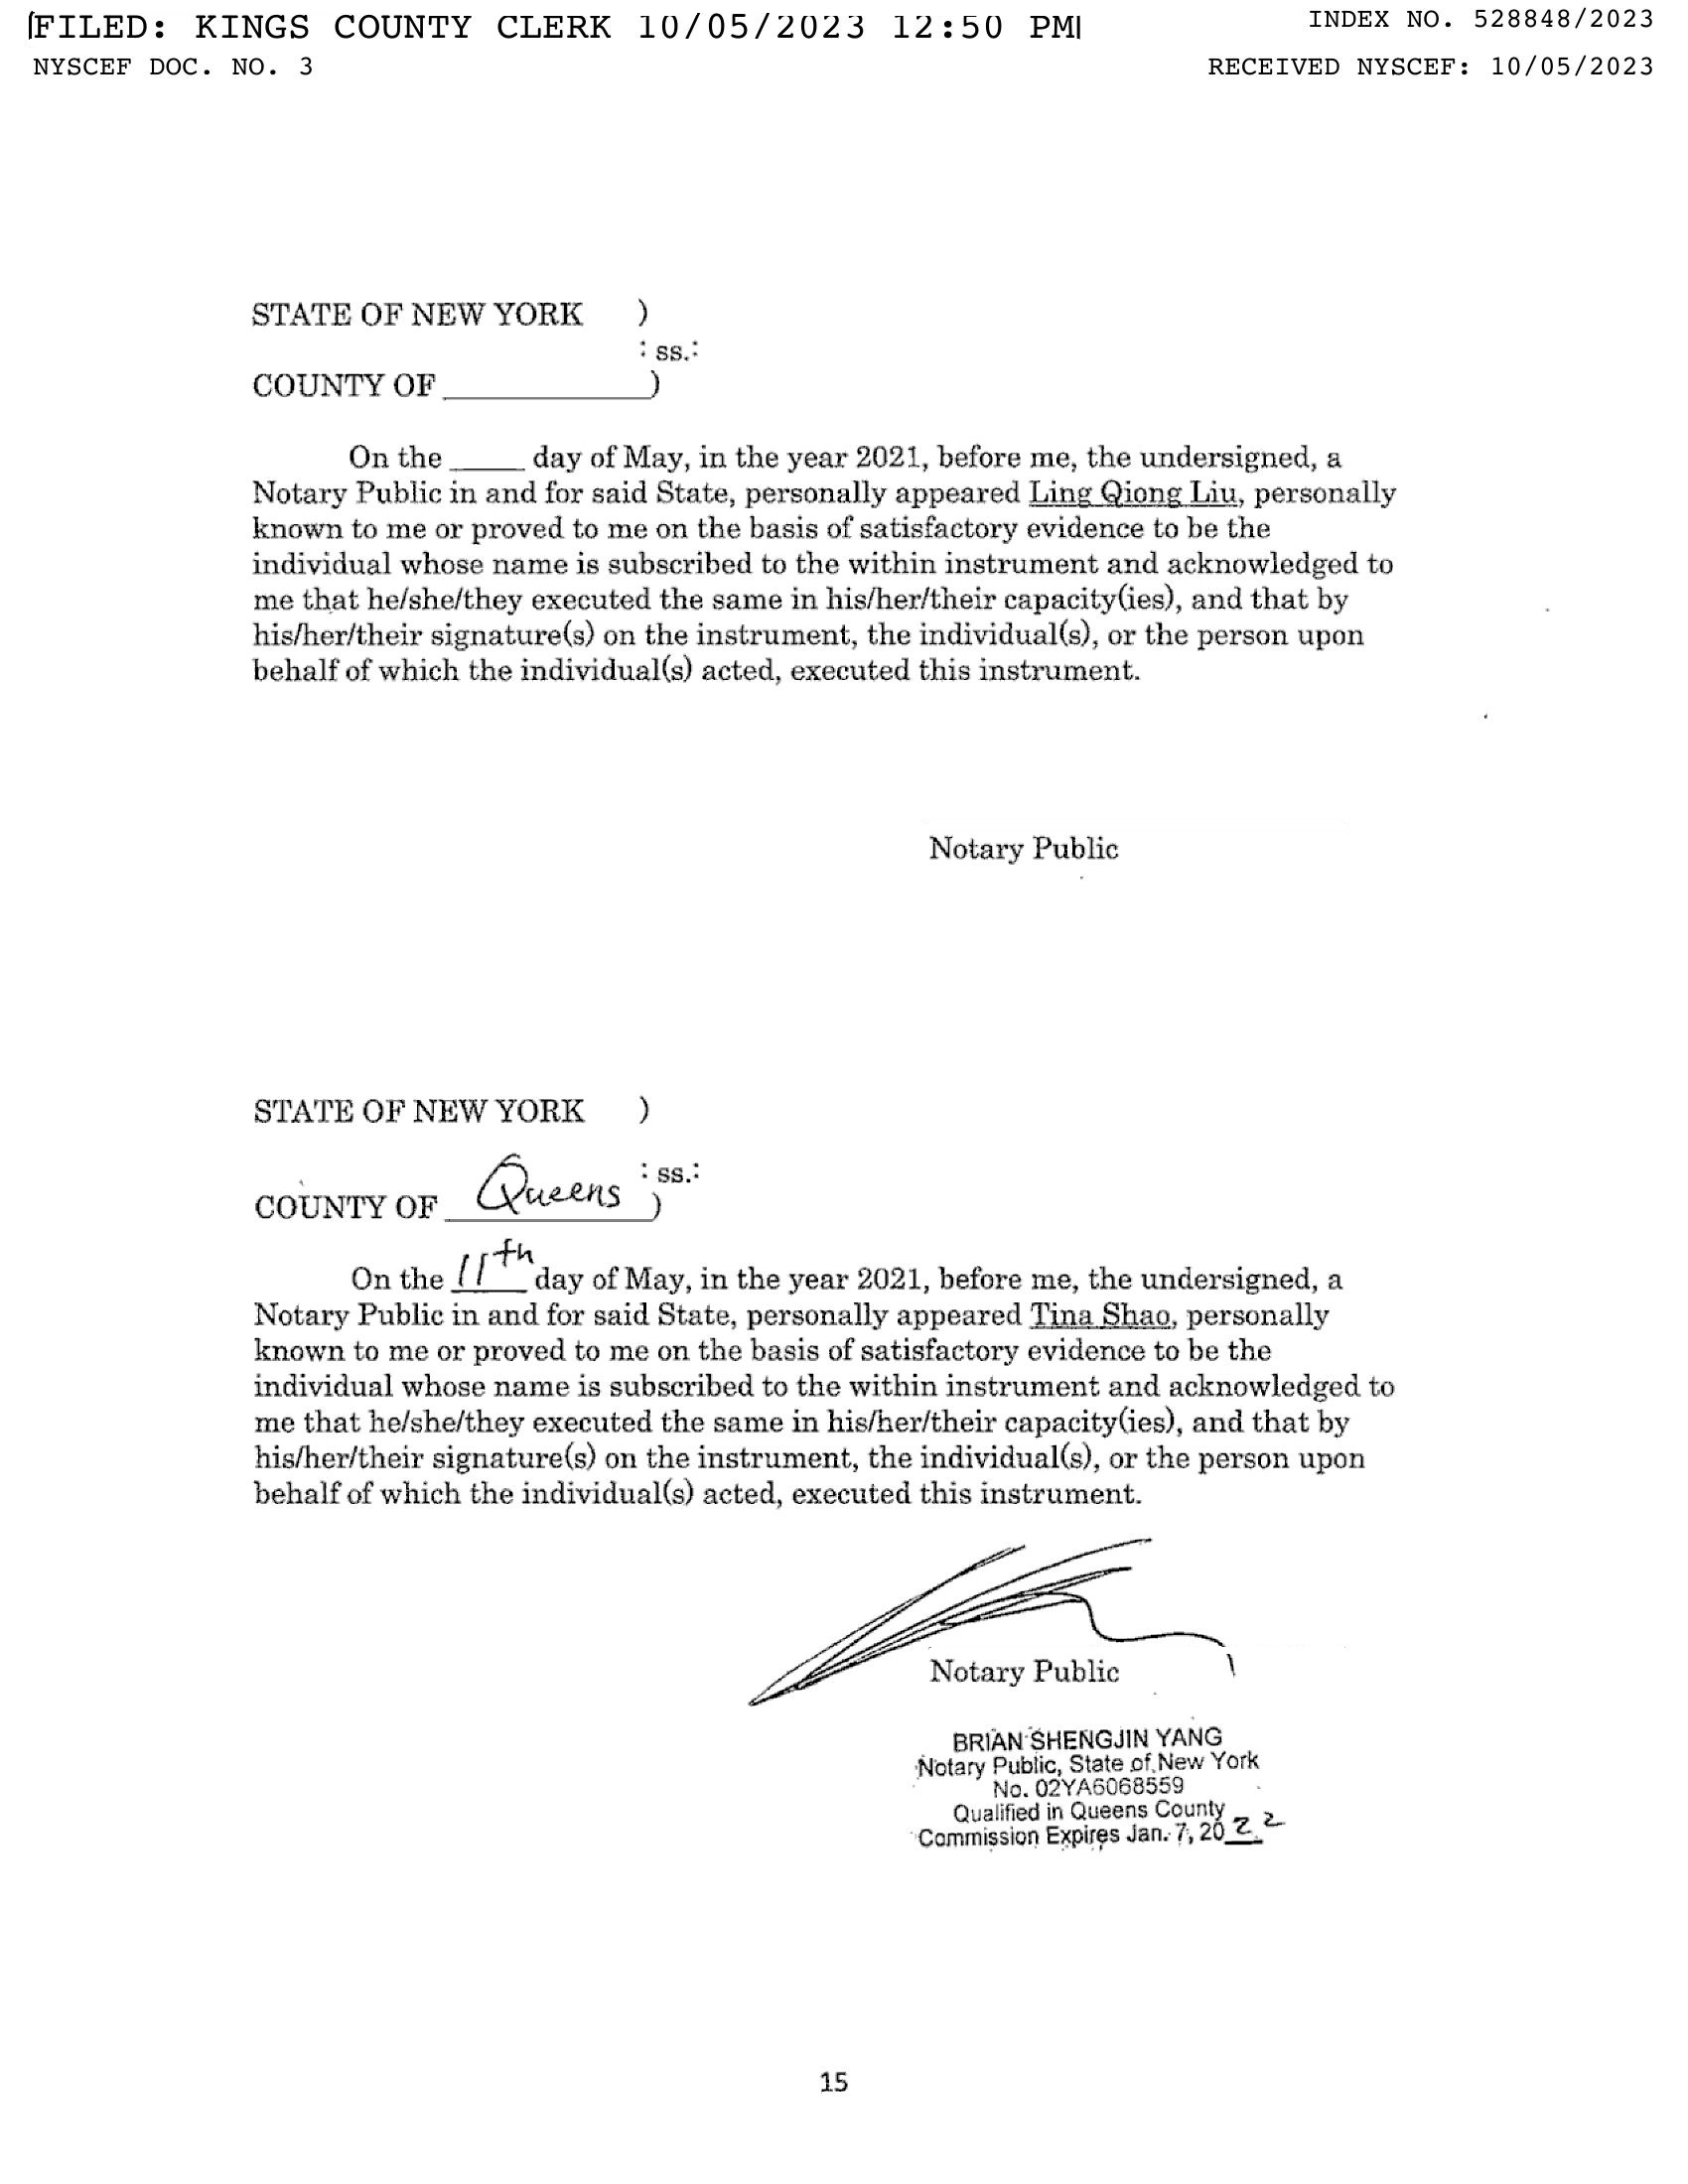 FILED: KINGS COUNTY CLERK 10/05/2023 12:50 PM
INDEX NO. 528848/2023
NYSCEF DOC. NO. 3
RECEIVED NYSCEF: 10/05/2023
STATE OF NEW YORK )
: ss.:
COUNTY OF ____________)
On the _____ day of May, in the year 2021, before me, the undersigned, a
Notary Public in and for said State, personally appeared Ling Qiong Liu, personally
known to me or proved to me on the basis of satisfactory evidence to be the
individual whose name is subscribed to the within instrument and acknowledged to
me that he/she/they executed the same in his/her/their capacity(ies), and that by
his/her/their signature(s) on the instrument, the individual(s), or the person upon
behalf of which the individual(s) acted, executed this instrument.
Notary Public
STATE OF NEW YORK )
: ss.:
COUNTY OF Queens )
On the 11th day of May, in the year 2021, before me, the undersigned, a
Notary Public in and for said State, personally appeared Tina Shao, personally
known to me or proved to me on the basis of satisfactory evidence to be the
individual whose name is subscribed to the within instrument and acknowledged to
me that he/she/they executed the same in his/her/their capacity(ies), and that by
his/her/their signature(s) on the instrument, the individual(s), or the person upon
behalf of which the individual(s) acted, executed this instrument.
Notary Public
BRIAN SHENGJIN YANG
Notary Public, State of New York
No. 02YA6068559
Qualified in Queens County
Commission Expires Jan. 7, 2022
15